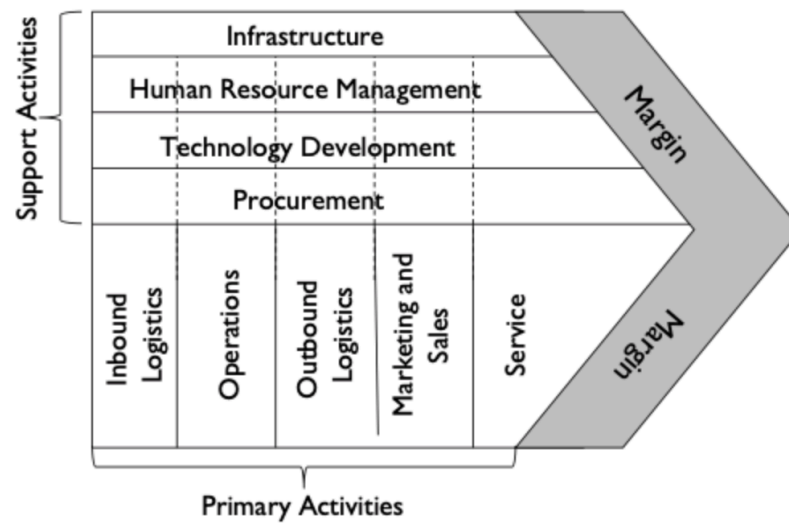 Support Activities
Infrastructure
Human Resource Management
Technology Development
Procurement
Margin
Inbound
Logistics
Operations
Outbound
Logistics
Marketing and
Sales
Service
Margin
Primary Activities